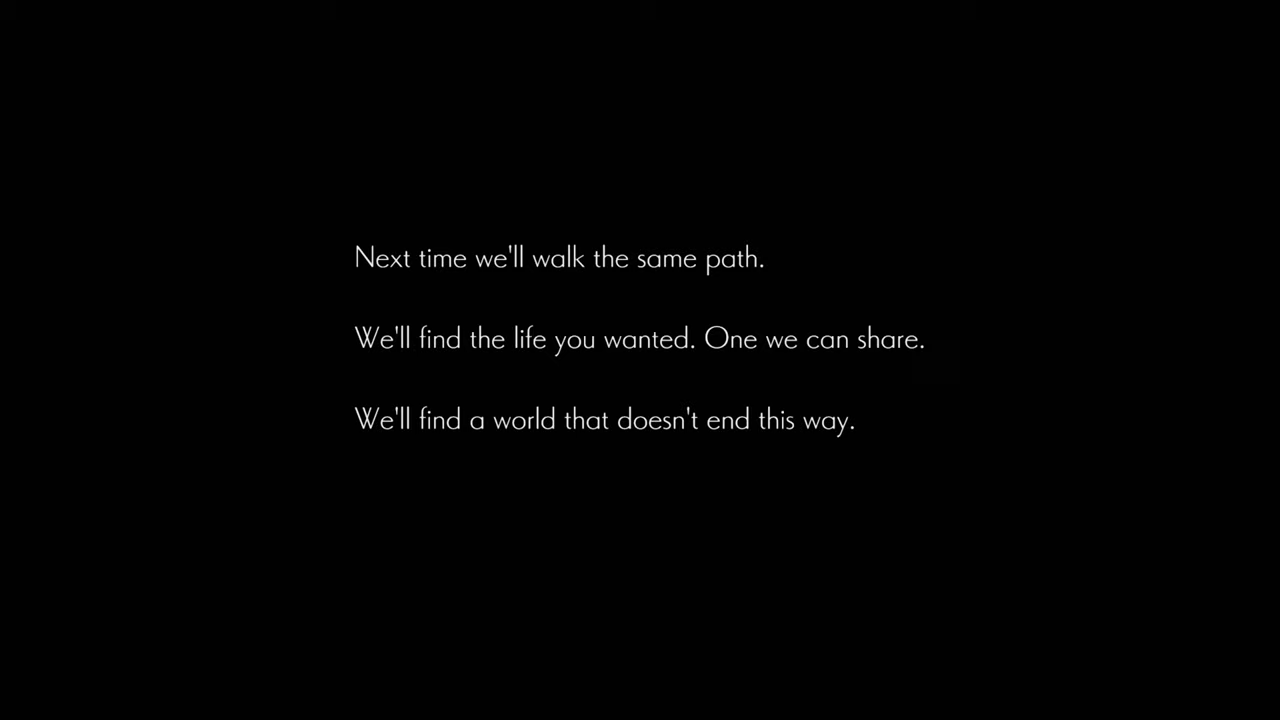 Next time we'll walk the same path.
We'll find the life you wanted. One we can share.
We'll find a world that doesn't end this way.